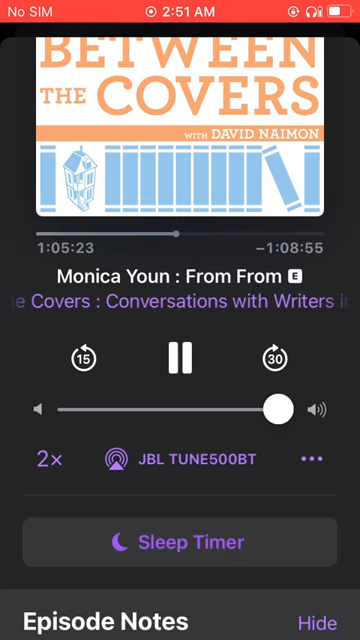 No SIM
2:51 AM
BETWEEN
THE COVERS
WITH DAVID NAIMON
1:05:23
−1:08:55
Monica Youn : From From E
e Covers : Conversations with Writers i
15
30
2×
JBL TUNE500BT
Sleep Timer
Episode Notes
Hide